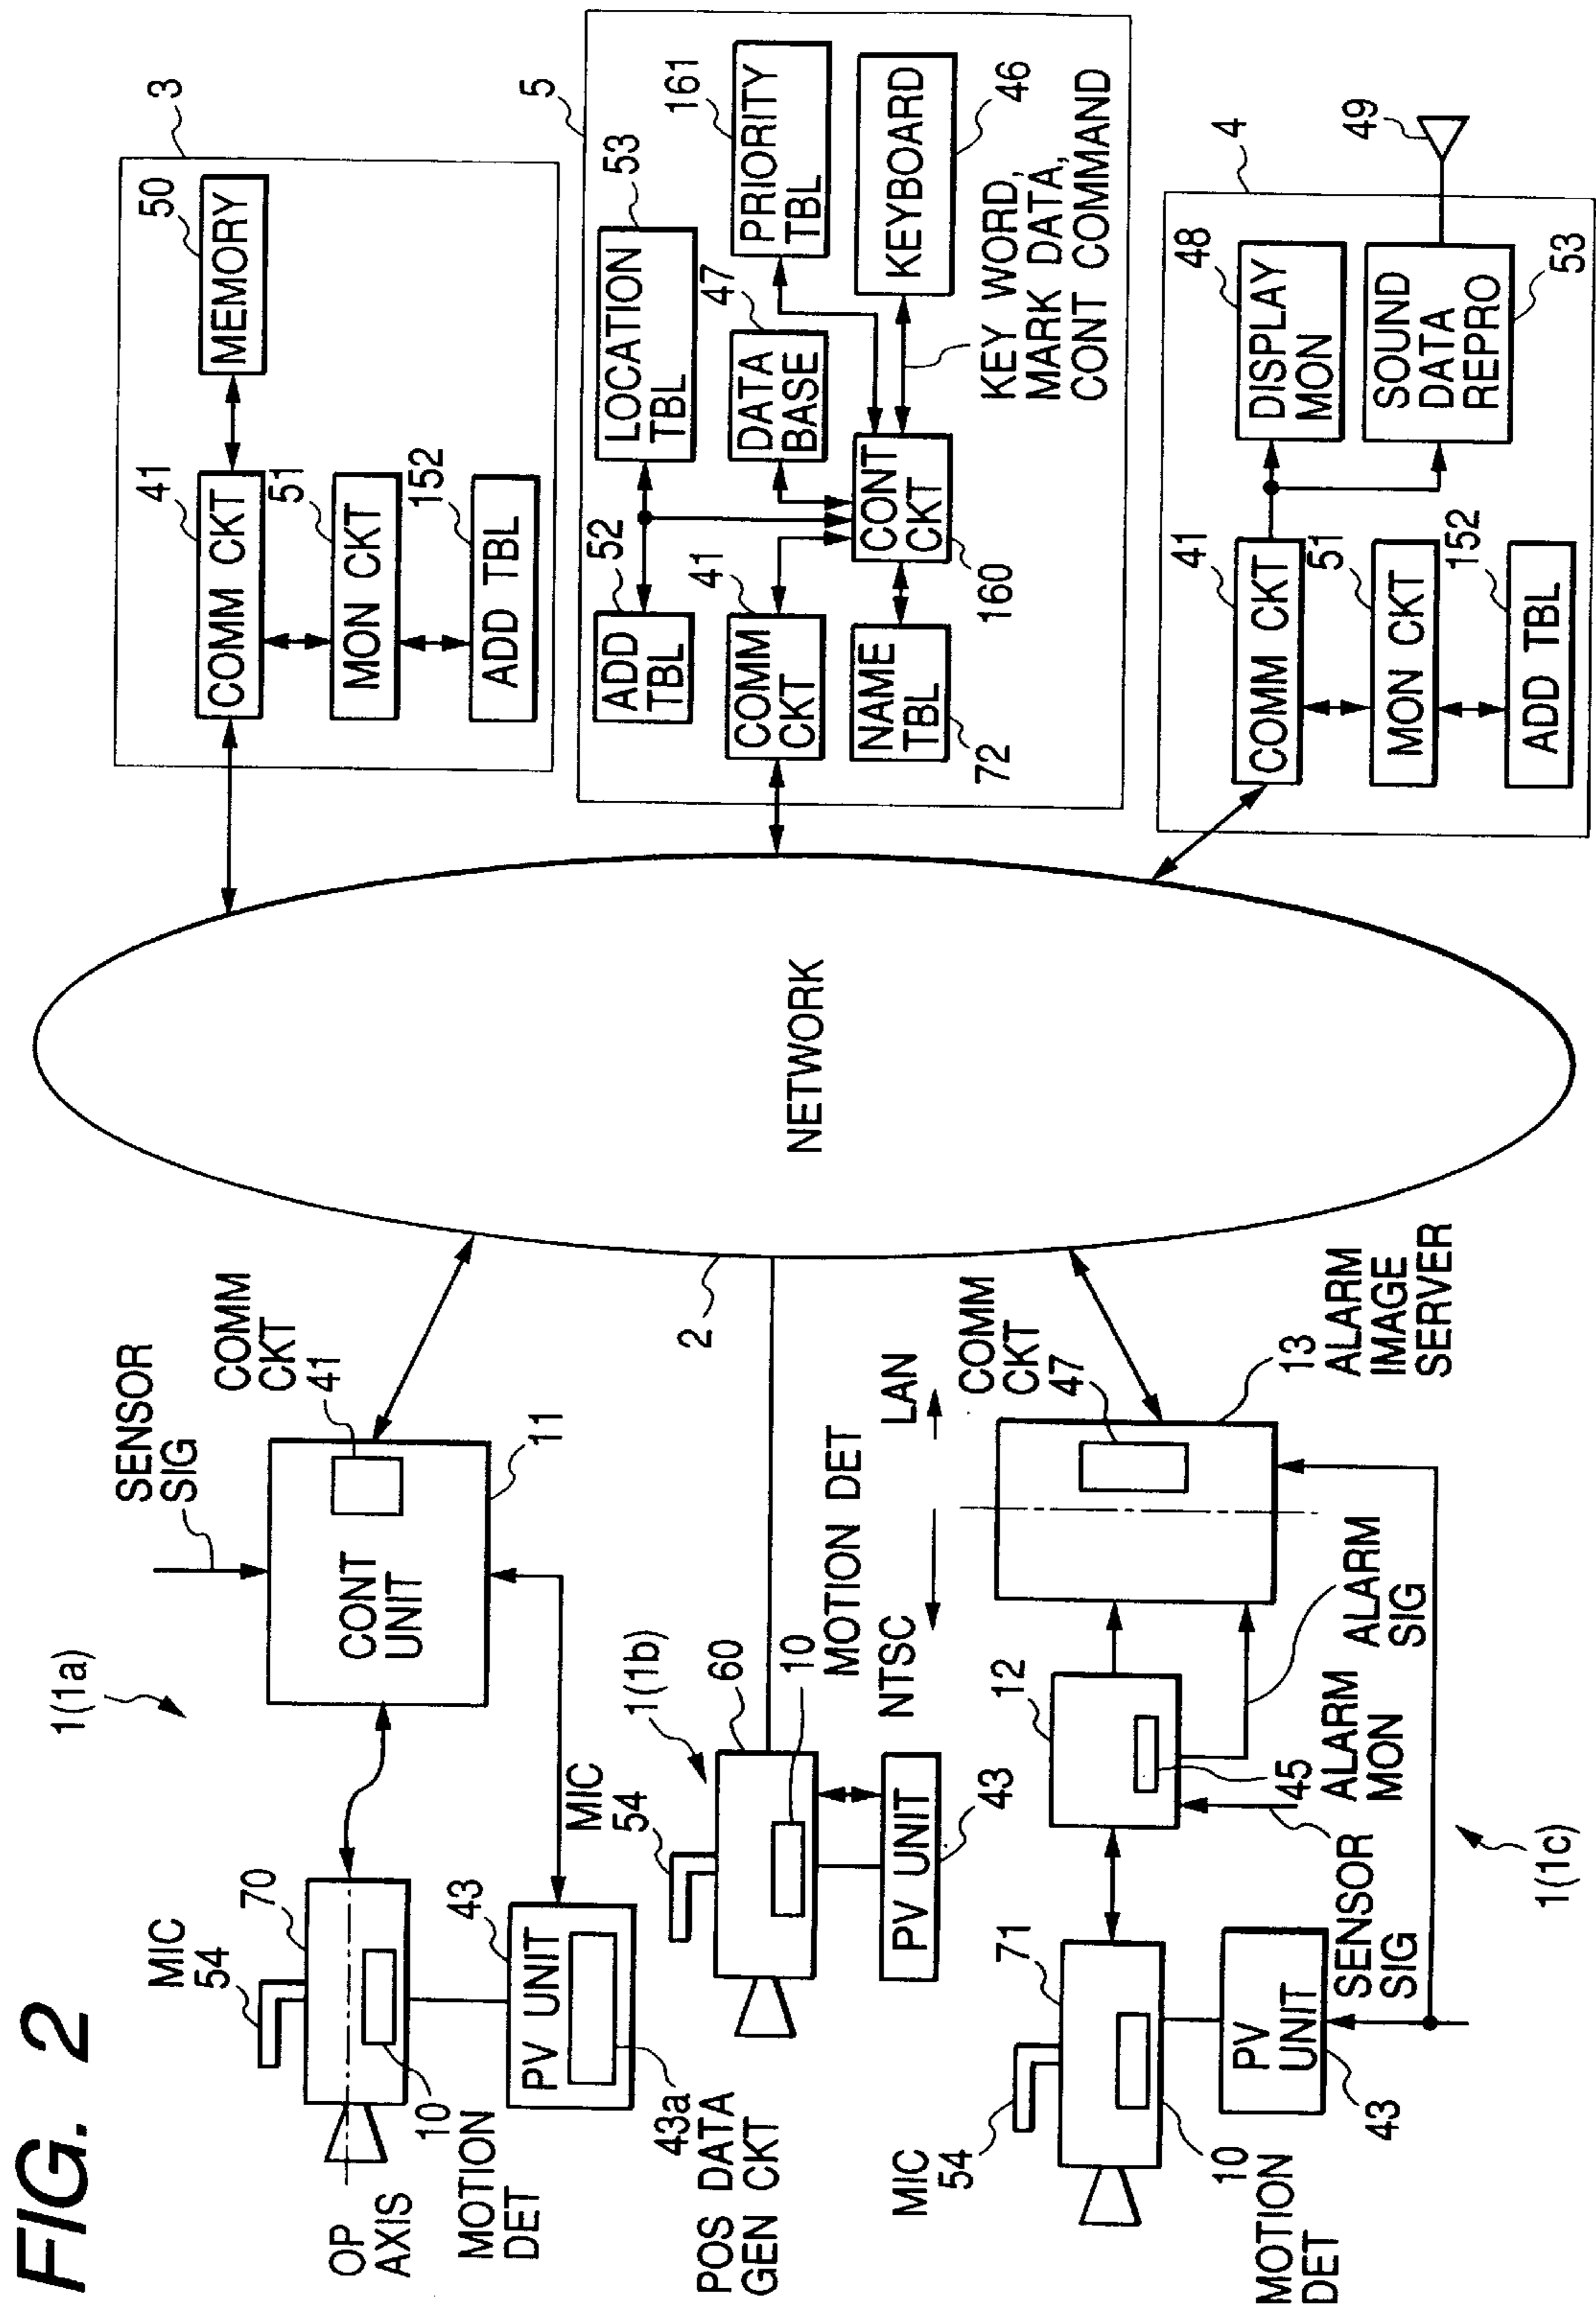 FIG. 2
1(1a)
SENSOR
SIG
COMM
CKT
41
CONT
UNIT
11
MIC
54
70
OP
AXIS
10
MOTION
DET
43
PV UNIT
43a
POS DATA
GEN CKT
MIC
54
1(1b)
60
10
MOTION DET
PV UNIT
43
NTSC
LAN
MIC
54
71
10
MOTION
DET
PV
UNIT
43
SENSOR
SIG
12
45
ALARM
MON
ALARM
SIG
COMM
CKT
47
13
ALARM
IMAGE
SERVER
1(1c)
2
NETWORK
3
41
COMM CKT
50
MEMORY
51
MON CKT
152
ADD TBL
5
52
ADD
TBL
53
LOCATION
TBL
41
COMM
CKT
47
DATA
BASE
161
PRIORITY
TBL
NAME
TBL
72
CONT
CKT
160
KEYBOARD
46
KEY WORD,
MARK DATA,
CONT COMMAND
4
41
COMM CKT
48
DISPLAY
MON
49
51
MON CKT
SOUND
DATA
REPRO
53
152
ADD TBL